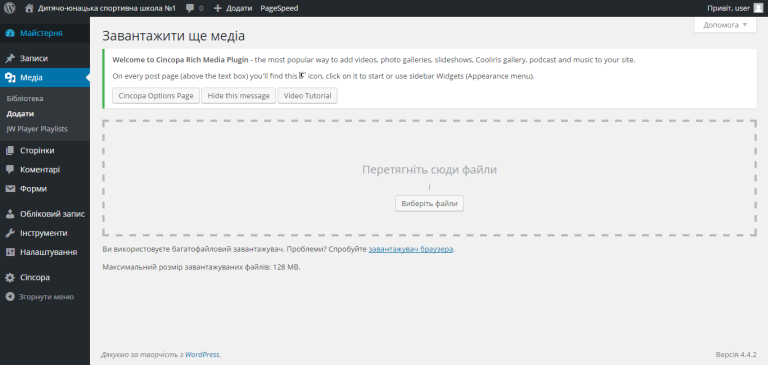 Дитячо-юнацька спортивна школа №1 0 Додати PageSpeed Привіт, user
Допомога
Майстерня
Записи
Медіа
Бібліотека
Додати
JW Player Playlists
Сторінки
Коментарі
Форми
Обліковий запис
Інструменти
Налаштування
Cincopa
Згорнути меню
Завантажити ще медіа
Welcome to Cincopa Rich Media Plugin - the most popular way to add videos, photo galleries, slideshows, Cooliris gallery, podcast and music to your site.
On every post page (above the text box) you'll find this icon, click on it to start or use sidebar Widgets (Appearance menu).
Cincopa Options Page Hide this message Video Tutorial
Перетягніть сюди файли
і
Виберіть файли
Ви використовуєте багатофайловий завантажувач. Проблеми? Спробуйте завантажувач браузера.
Максимальний розмір завантажуваних файлів: 128 MB.
Дякуємо за творчість з WordPress. Версія 4.4.2